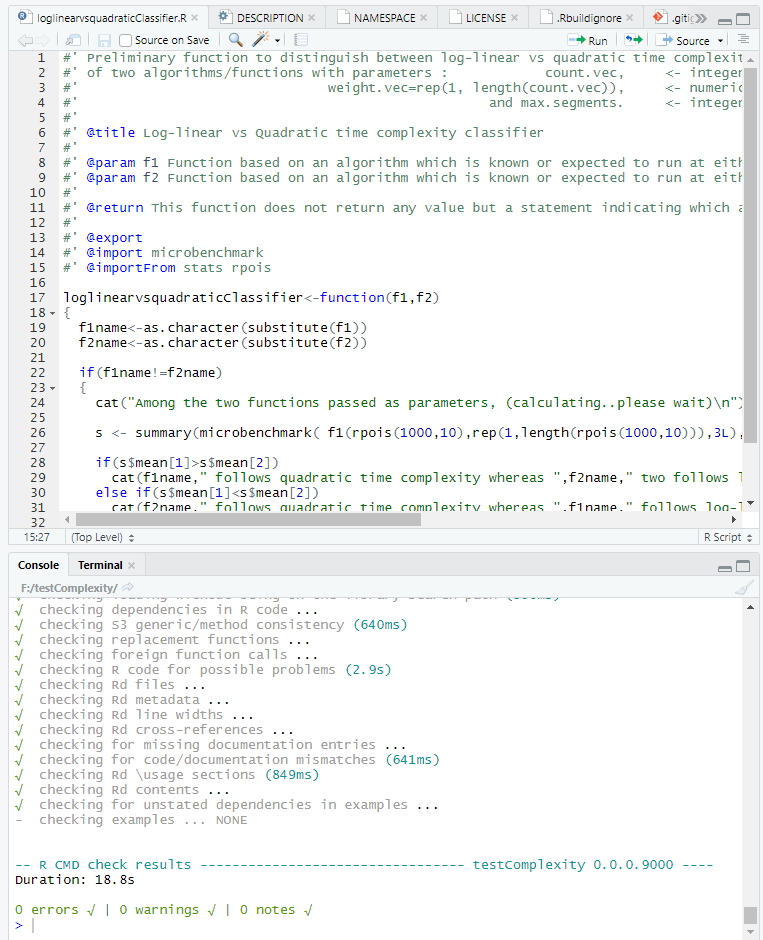 loglinearvsquadraticClassifier.R × DESCRIPTION × NAMESPACE × LICENSE × .Rbuildignore × .gitig
Source on Save Run Source
1 #' Preliminary function to distinguish between log-linear vs quadratic time complexit
2 #' of two algorithms/functions with parameters : count.vec, <- integer
3 #' weight.vec=rep(1, length(count.vec)), <- numeric
4 #' and max.segments. <- integer
5 #'
6 #' @title Log-linear vs Quadratic time complexity classifier
7 #'
8 #' @param f1 Function based on an algorithm which is known or expected to run at eith
9 #' @param f2 Function based on an algorithm which is known or expected to run at eith
10 #'
11 #' @return This function does not return any value but a statement indicating which a
12 #'
13 #' @export
14 #' @import microbenchmark
15 #' @importFrom stats rpois
16
17 loglinearvsquadraticClassifier<-function(f1,f2)
18 {
19 f1name<-as.character(substitute(f1))
20 f2name<-as.character(substitute(f2))
21
22 if(f1name!=f2name)
23 {
24 cat("Among the two functions passed as parameters, (calculating..please wait)\n")
25
26 s <- summary(microbenchmark( f1(rpois(1000,10),rep(1,length(rpois(1000,10))),3L),
27
28 if(s$mean[1]>s$mean[2])
29 cat(f1name," follows quadratic time complexity whereas ",f2name," two follows l
30 else if(s$mean[1]<s$mean[2])
31 cat(f2name," follows quadratic time complexity whereas ",f1name," follows log-l
32
15:27 (Top Level) R Script
Console Terminal ×
F:/testComplexity/
√ checking dependencies in R code ...
√ checking S3 generic/method consistency (640ms)
√ checking replacement functions ...
√ checking foreign function calls ...
√ checking R code for possible problems (2.9s)
√ checking Rd files ...
√ checking Rd metadata ...
√ checking Rd line widths ...
√ checking Rd cross-references ...
√ checking for missing documentation entries ...
√ checking for code/documentation mismatches (641ms)
√ checking Rd \usage sections (849ms)
√ checking Rd contents ...
√ checking for unstated dependencies in examples ...
- checking examples ... NONE
-- R CMD check results -------------------------------- testComplexity 0.0.0.9000 ----
Duration: 18.8s
0 errors √ | 0 warnings √ | 0 notes √
>